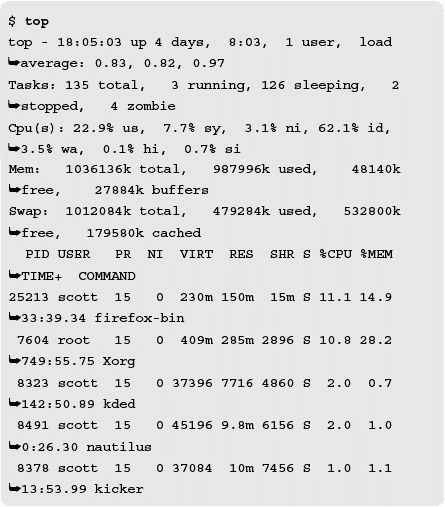 $ top
top - 18:05:03 up 4 days,  8:03,  1 user,  load
➥average: 0.83, 0.82, 0.97
Tasks: 135 total,   3 running, 126 sleeping,   2
➥stopped,   4 zombie
Cpu(s): 22.9% us,  7.7% sy,  3.1% ni, 62.1% id,
➥3.5% wa,  0.1% hi,  0.7% si
Mem:   1036136k total,   987996k used,    48140k
➥free,    27884k buffers
Swap:  1012084k total,   479284k used,   532800k
➥free,   179580k cached
  PID USER   PR  NI  VIRT  RES  SHR S %CPU %MEM
➥TIME+  COMMAND
25213 scott  15   0  230m 150m  15m S 11.1 14.9
➥33:39.34 firefox-bin
 7604 root   15   0  409m 285m 2896 S 10.8 28.2
➥749:55.75 Xorg
 8323 scott  15   0 37396 7716 4860 S  2.0  0.7
➥142:50.89 kded
 8491 scott  15   0 45196 9.8m 6156 S  2.0  1.0
➥0:26.30 nautilus
 8378 scott  15   0 37084  10m 7456 S  1.0  1.1
➥13:53.99 kicker